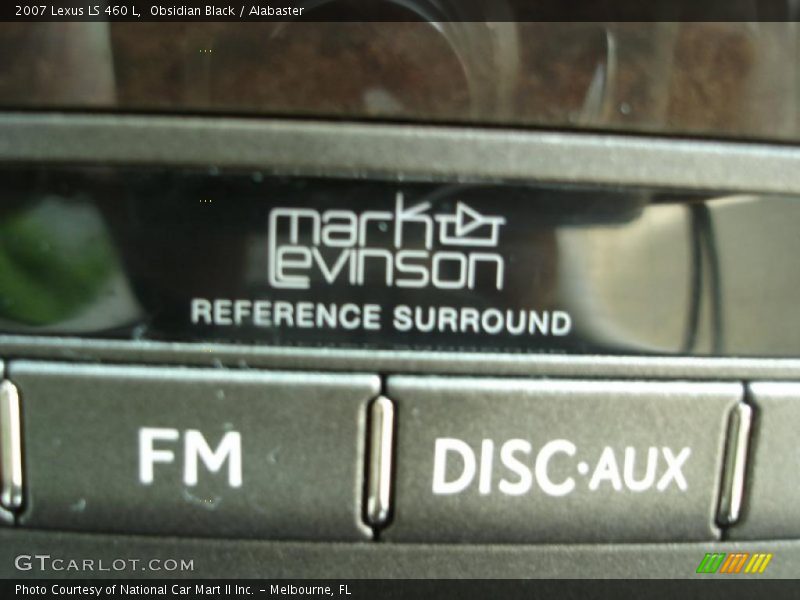 2007 Lexus LS 460 L, Obsidian Black / Alabaster
mark
Levinson
REFERENCE SURROUND
FM
DISC·AUX
GTCARLOT.COM
Photo Courtesy of National Car Mart II Inc. - Melbourne, FL